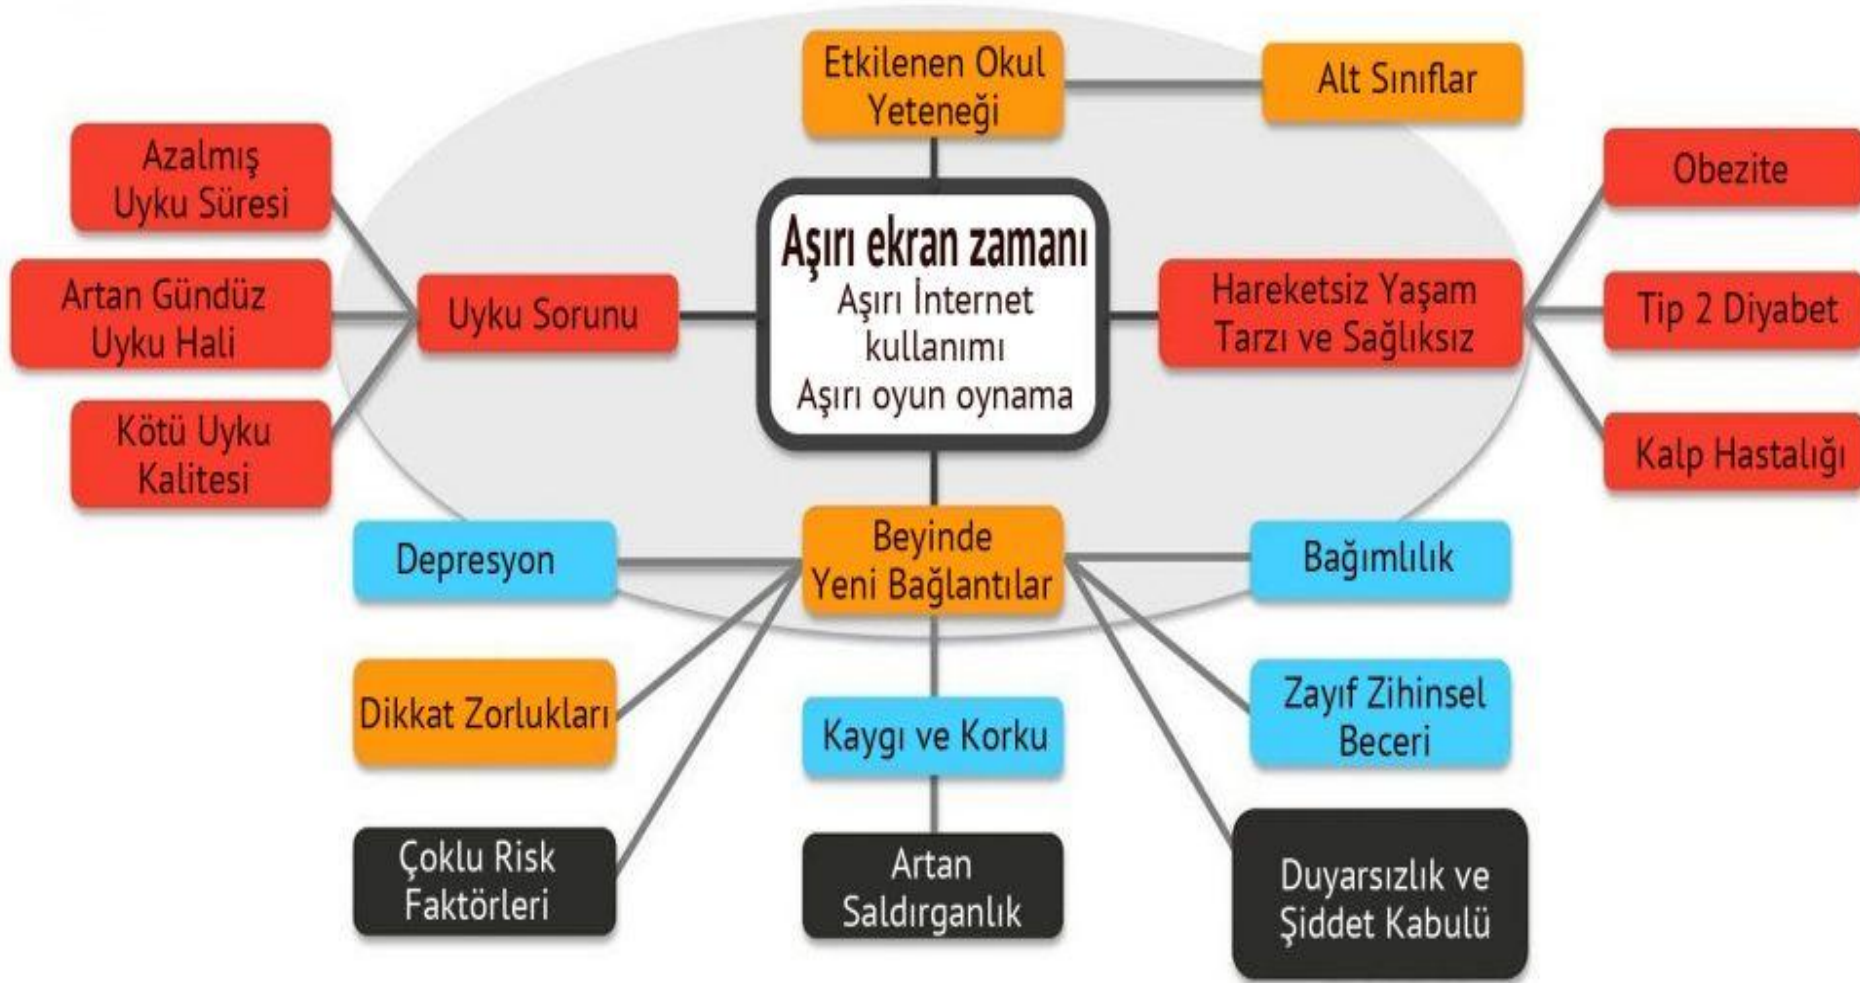 Etkilenen Okul
Yeteneği
Alt Sınıflar
Azalmış
Uyku Süresi
Artan Gündüz
Uyku Hali
Kötü Uyku
Kalitesi
Uyku Sorunu
Aşırı ekran zamanı
Aşırı İnternet
kullanımı
Aşırı oyun oynama
Hareketsiz Yaşam
Tarzı ve Sağlıksız
Obezite
Tip 2 Diyabet
Kalp Hastalığı
Depresyon
Beyinde
Yeni Bağlantılar
Bağımlılık
Dikkat Zorlukları
Kaygı ve Korku
Zayıf Zihinsel
Beceri
Çoklu Risk
Faktörleri
Artan
Saldırganlık
Duyarsızlık ve
Şiddet Kabulü